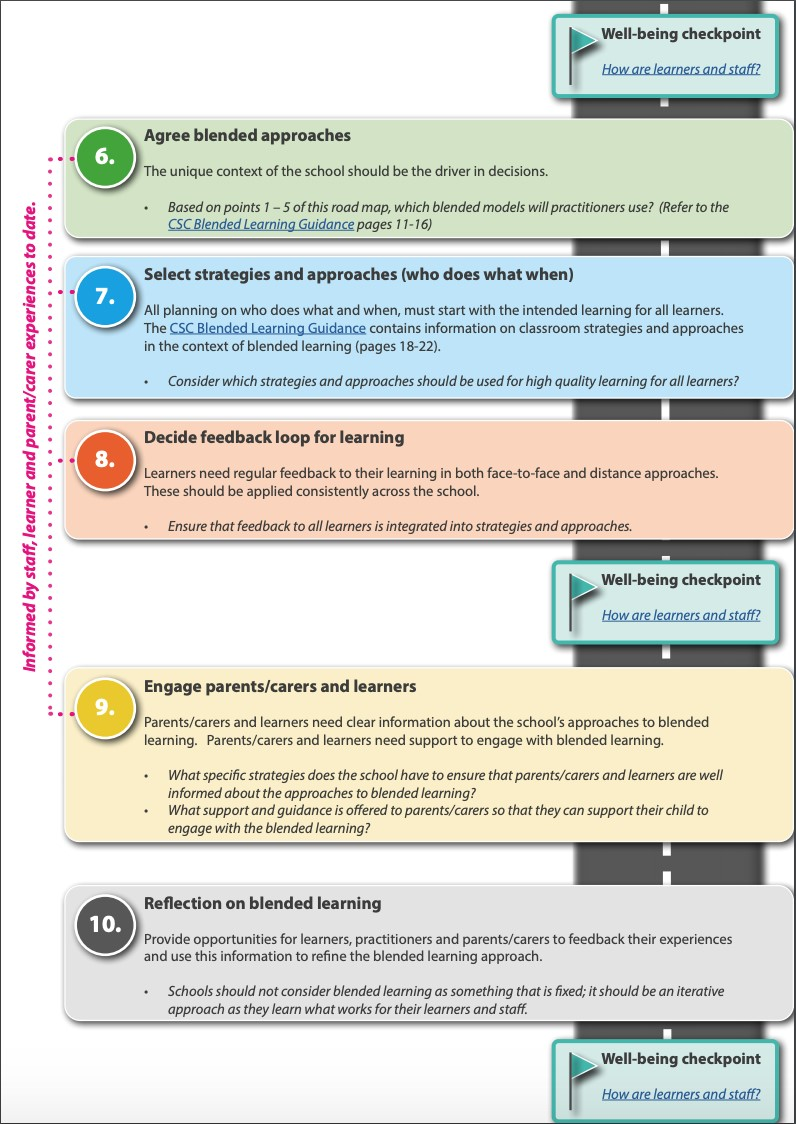 Well-being checkpoint
How are learners and staff?
6.
Agree blended approaches
The unique context of the school should be the driver in decisions.
• Based on points 1 – 5 of this road map, which blended models will practitioners use? (Refer to the
CSC Blended Learning Guidance pages 11-16)
7.
Select strategies and approaches (who does what when)
All planning on who does what and when, must start with the intended learning for all learners.
The CSC Blended Learning Guidance contains information on classroom strategies and approaches
in the context of blended learning (pages 18-22).
• Consider which strategies and approaches should be used for high quality learning for all learners?
8.
Decide feedback loop for learning
Learners need regular feedback to their learning in both face-to-face and distance approaches.
These should be applied consistently across the school.
• Ensure that feedback to all learners is integrated into strategies and approaches.
Informed by staff, learner and parent/carer experiences to date.
Well-being checkpoint
How are learners and staff?
9.
Engage parents/carers and learners
Parents/carers and learners need clear information about the school's approaches to blended
learning. Parents/carers and learners need support to engage with blended learning.
• What specific strategies does the school have to ensure that parents/carers and learners are well
informed about the approaches to blended learning?
• What support and guidance is offered to parents/carers so that they can support their child to
engage with the blended learning?
10.
Reflection on blended learning
Provide opportunities for learners, practitioners and parents/carers to feedback their experiences
and use this information to refine the blended learning approach.
• Schools should not consider blended learning as something that is fixed; it should be an iterative
approach as they learn what works for their learners and staff.
Well-being checkpoint
How are learners and staff?